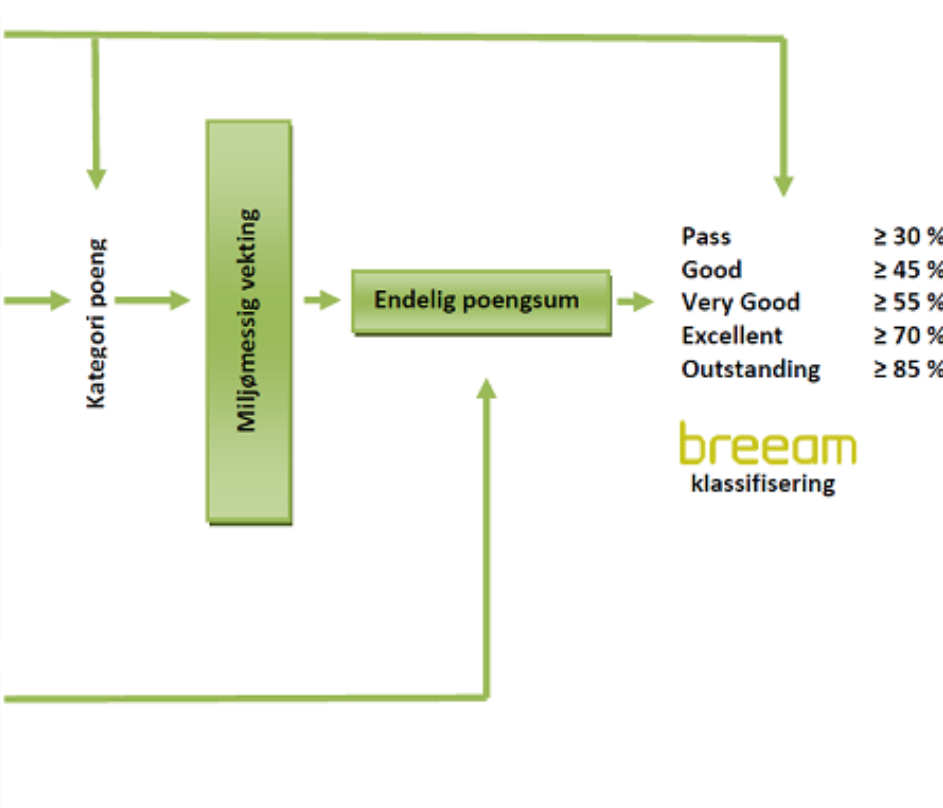 Kategori poeng
Miljømessig vekting
Endelig poengsum
Pass ≥ 30 %
Good ≥ 45 %
Very Good ≥ 55 %
Excellent ≥ 70 %
Outstanding ≥ 85 %
breeam
klassifisering